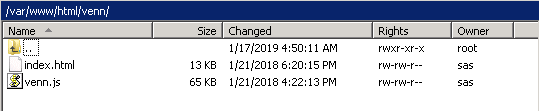 /var/www/html/venn/
Name Size Changed Rights Owner
.. 1/17/2019 4:50:11 AM rwxr-xr-x root
index.html 13 KB 1/21/2018 6:20:15 PM rw-rw-r-- sas
venn.js 65 KB 1/21/2018 4:22:13 PM rw-rw-r-- sas